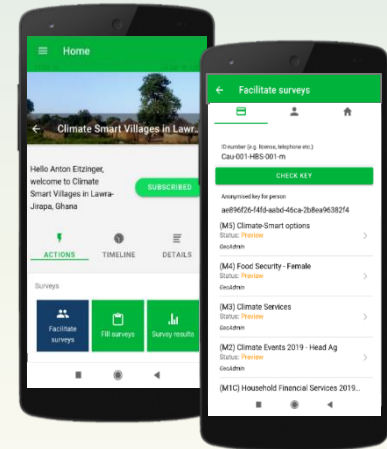 Home
Climate Smart Villages in Lawr..
Hello Anton Eitzinger,
welcome to Climate
Smart Villages in Lawra-
Jirapa, Ghana
SUBSCRIBED
ACTIONS
TIMELINE
DETAILS
Surveys
Facilitate
surveys
Fill surveys
Survey results
Facilitate surveys
ID number (e.g. license, telephone etc.)
Cau-001-HBS-001-m
CHECK KEY
Anonymised key for person
ae896f26-f4fd-aabd-46ca-2b8ea96382f4
(M5) Climate-Smart options
Status: Preview
GeoAdmin
(M4) Food Security - Female
Status: Preview
GeoAdmin
(M3) Climate Services
Status: Preview
GeoAdmin
(M2) Climate Events 2019 - Head Ag
Status: Preview
GeoAdmin
(M1C) Household Financial Services 2019...